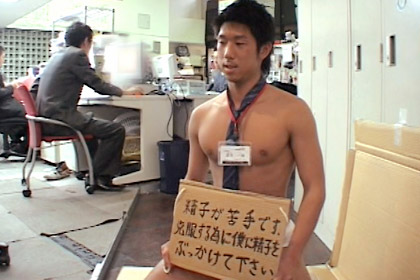 精子が苦手です。
克服する為に僕に精子を
ぶっかけて下さい